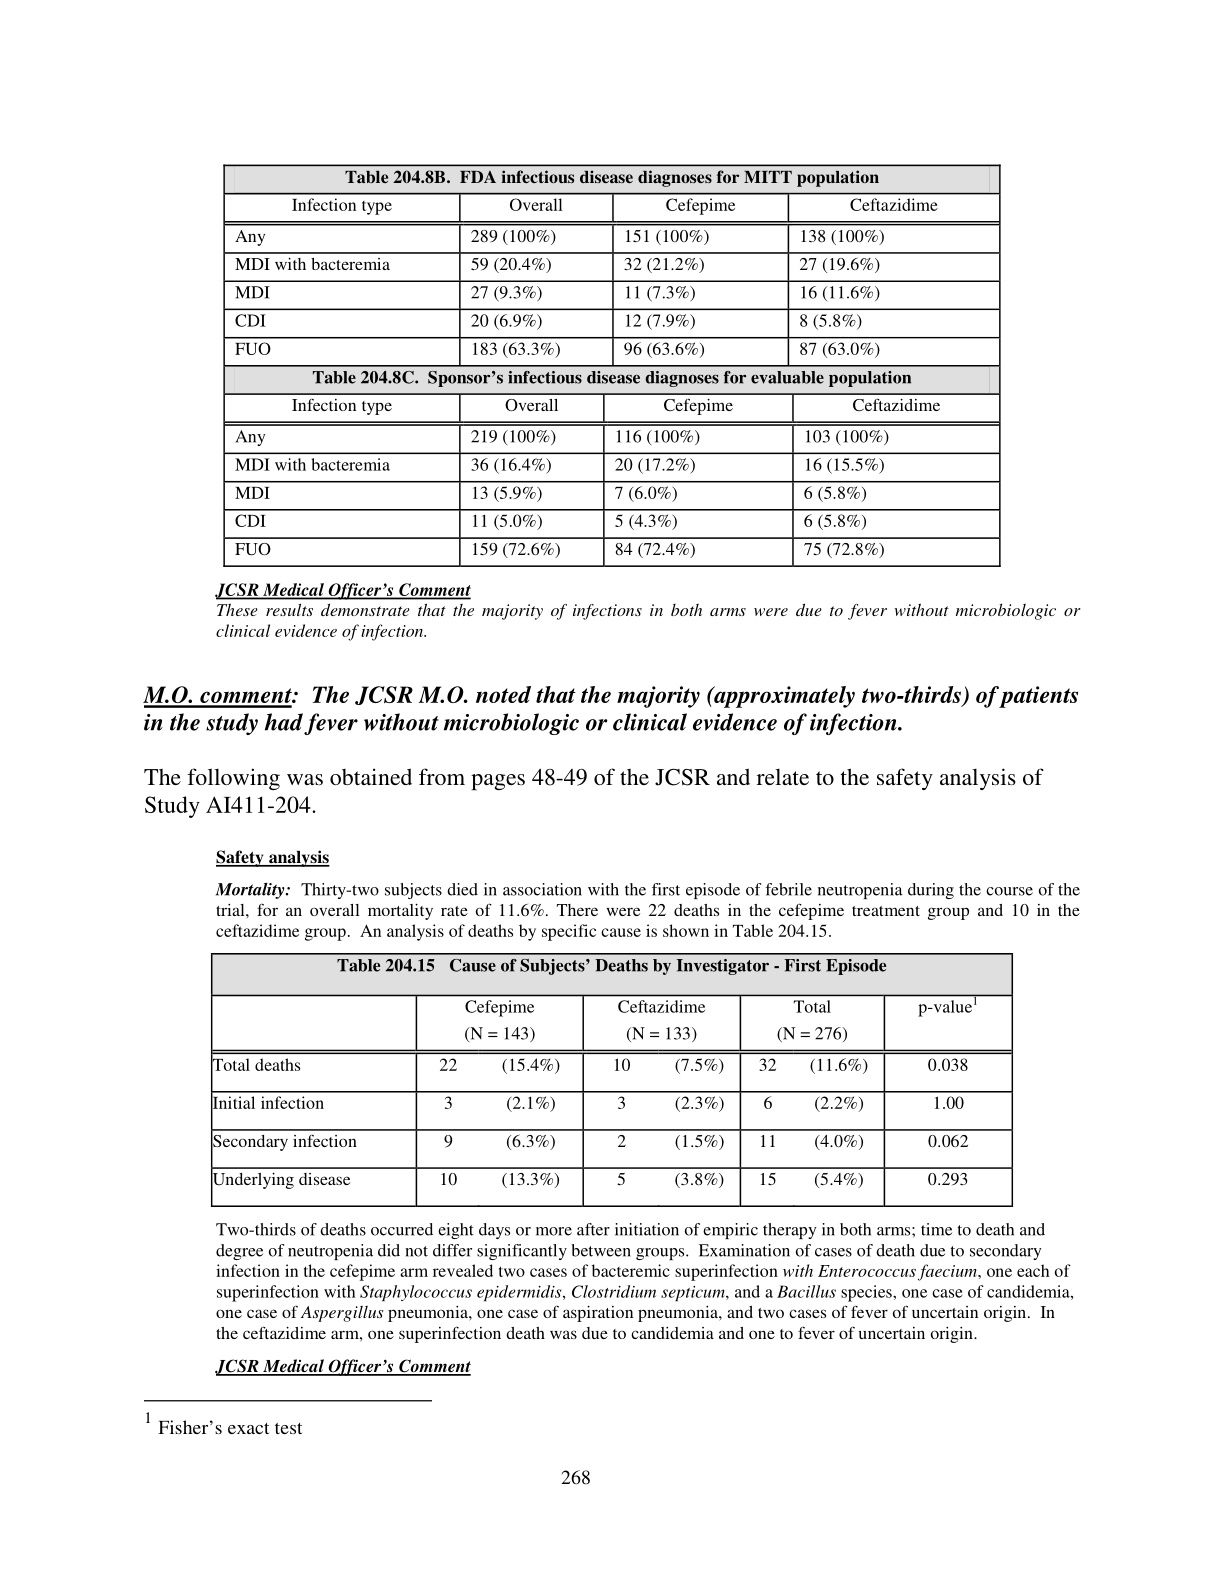 Table 204.8B.  FDA infectious disease diagnoses for MITT population
Infection type Overall Cefepime Ceftazidime
Any 289 (100%) 151 (100%) 138 (100%)
MDI with bacteremia 59 (20.4%) 32 (21.2%) 27 (19.6%)
MDI 27 (9.3%) 11 (7.3%) 16 (11.6%)
CDI 20 (6.9%) 12 (7.9%) 8 (5.8%)
FUO 183 (63.3%) 96 (63.6%) 87 (63.0%)
Table 204.8C.  Sponsor's infectious disease diagnoses for evaluable population
Infection type Overall Cefepime Ceftazidime
Any 219 (100%) 116 (100%) 103 (100%)
MDI with bacteremia 36 (16.4%) 20 (17.2%) 16 (15.5%)
MDI 13 (5.9%) 7 (6.0%) 6 (5.8%)
CDI 11 (5.0%) 5 (4.3%) 6 (5.8%)
FUO 159 (72.6%) 84 (72.4%) 75 (72.8%)
JCSR Medical Officer's Comment
These results demonstrate that the majority of infections in both arms were due to fever without microbiologic or
clinical evidence of infection.
M.O. comment:  The JCSR M.O. noted that the majority (approximately two-thirds) of patients
in the study had fever without microbiologic or clinical evidence of infection.
The following was obtained from pages 48-49 of the JCSR and relate to the safety analysis of
Study AI411-204.
Safety analysis
Mortality:  Thirty-two subjects died in association with the first episode of febrile neutropenia during the course of the
trial, for an overall mortality rate of 11.6%. There were 22 deaths in the cefepime treatment group and 10 in the
ceftazidime group.  An analysis of deaths by specific cause is shown in Table 204.15.
Table 204.15   Cause of Subjects' Deaths by Investigator - First Episode
Cefepime Ceftazidime Total p-value1
(N = 143) (N = 133) (N = 276)
Total deaths 22 (15.4%) 10 (7.5%) 32 (11.6%) 0.038
Initial infection 3 (2.1%) 3 (2.3%) 6 (2.2%) 1.00
Secondary infection 9 (6.3%) 2 (1.5%) 11 (4.0%) 0.062
Underlying disease 10 (13.3%) 5 (3.8%) 15 (5.4%) 0.293
Two-thirds of deaths occurred eight days or more after initiation of empiric therapy in both arms; time to death and
degree of neutropenia did not differ significantly between groups.  Examination of cases of death due to secondary
infection in the cefepime arm revealed two cases of bacteremic superinfection with Enterococcus faecium, one each of
superinfection with Staphylococcus epidermidis, Clostridium septicum, and a Bacillus species, one case of candidemia,
one case of Aspergillus pneumonia, one case of aspiration pneumonia, and two cases of fever of uncertain origin.  In
the ceftazidime arm, one superinfection death was due to candidemia and one to fever of uncertain origin.
JCSR Medical Officer's Comment
1 Fisher's exact test
268